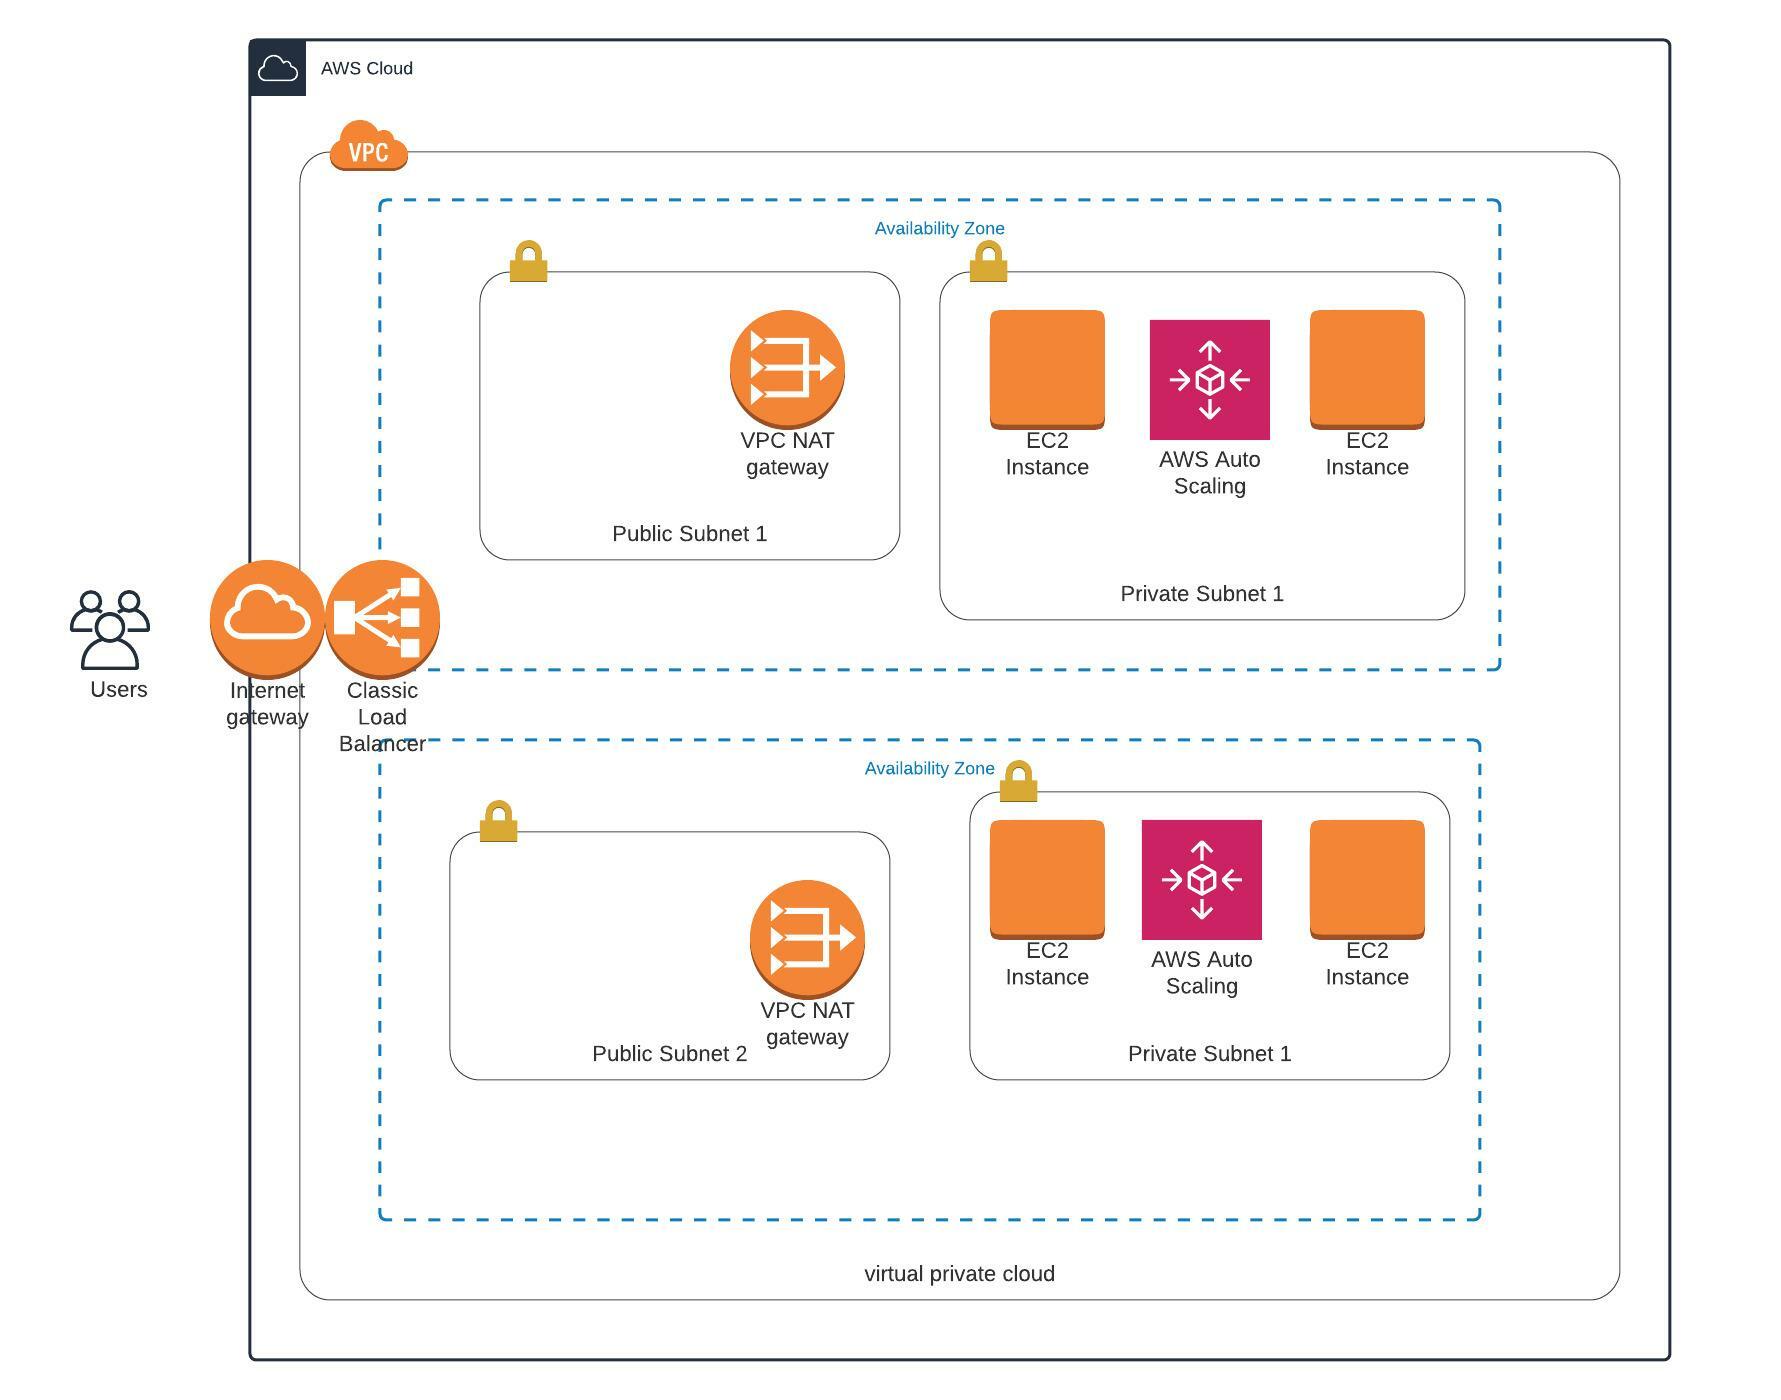 AWS Cloud
VPC
Availability Zone
VPC NAT
gateway
Public Subnet 1
EC2
Instance
AWS Auto
Scaling
EC2
Instance
Private Subnet 1
Users
Internet
gateway
Classic
Load
Balancer
Availability Zone
VPC NAT
gateway
Public Subnet 2
EC2
Instance
AWS Auto
Scaling
EC2
Instance
Private Subnet 1
virtual private cloud